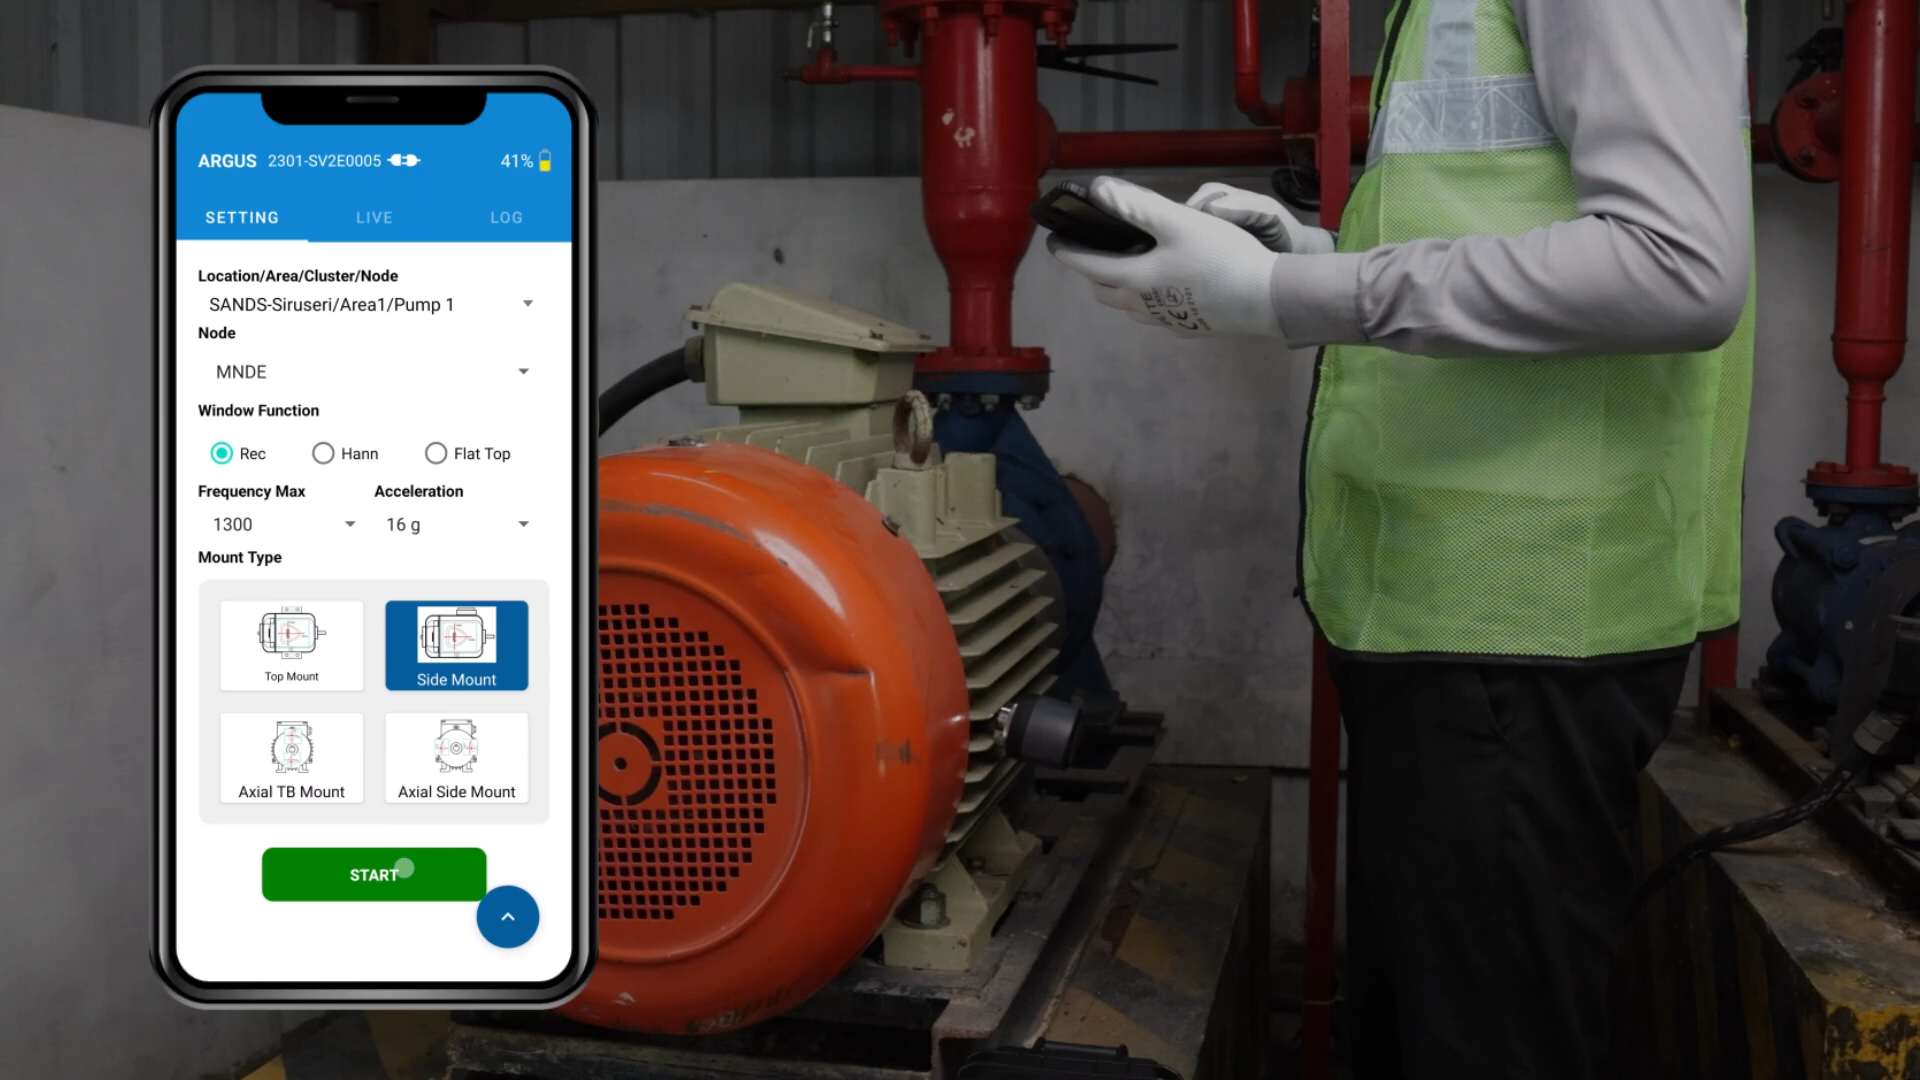 ARGUS 2301-SV2E0005 41%
SETTING LIVE LOG
Location/Area/Cluster/Node
SANDS-Siruseri/Area1/Pump 1
Node
MNDE
Window Function
Rec Hann Flat Top
Frequency Max Acceleration
1300 16 g
Mount Type
Top Mount Side Mount
Axial TB Mount Axial Side Mount
START
CE